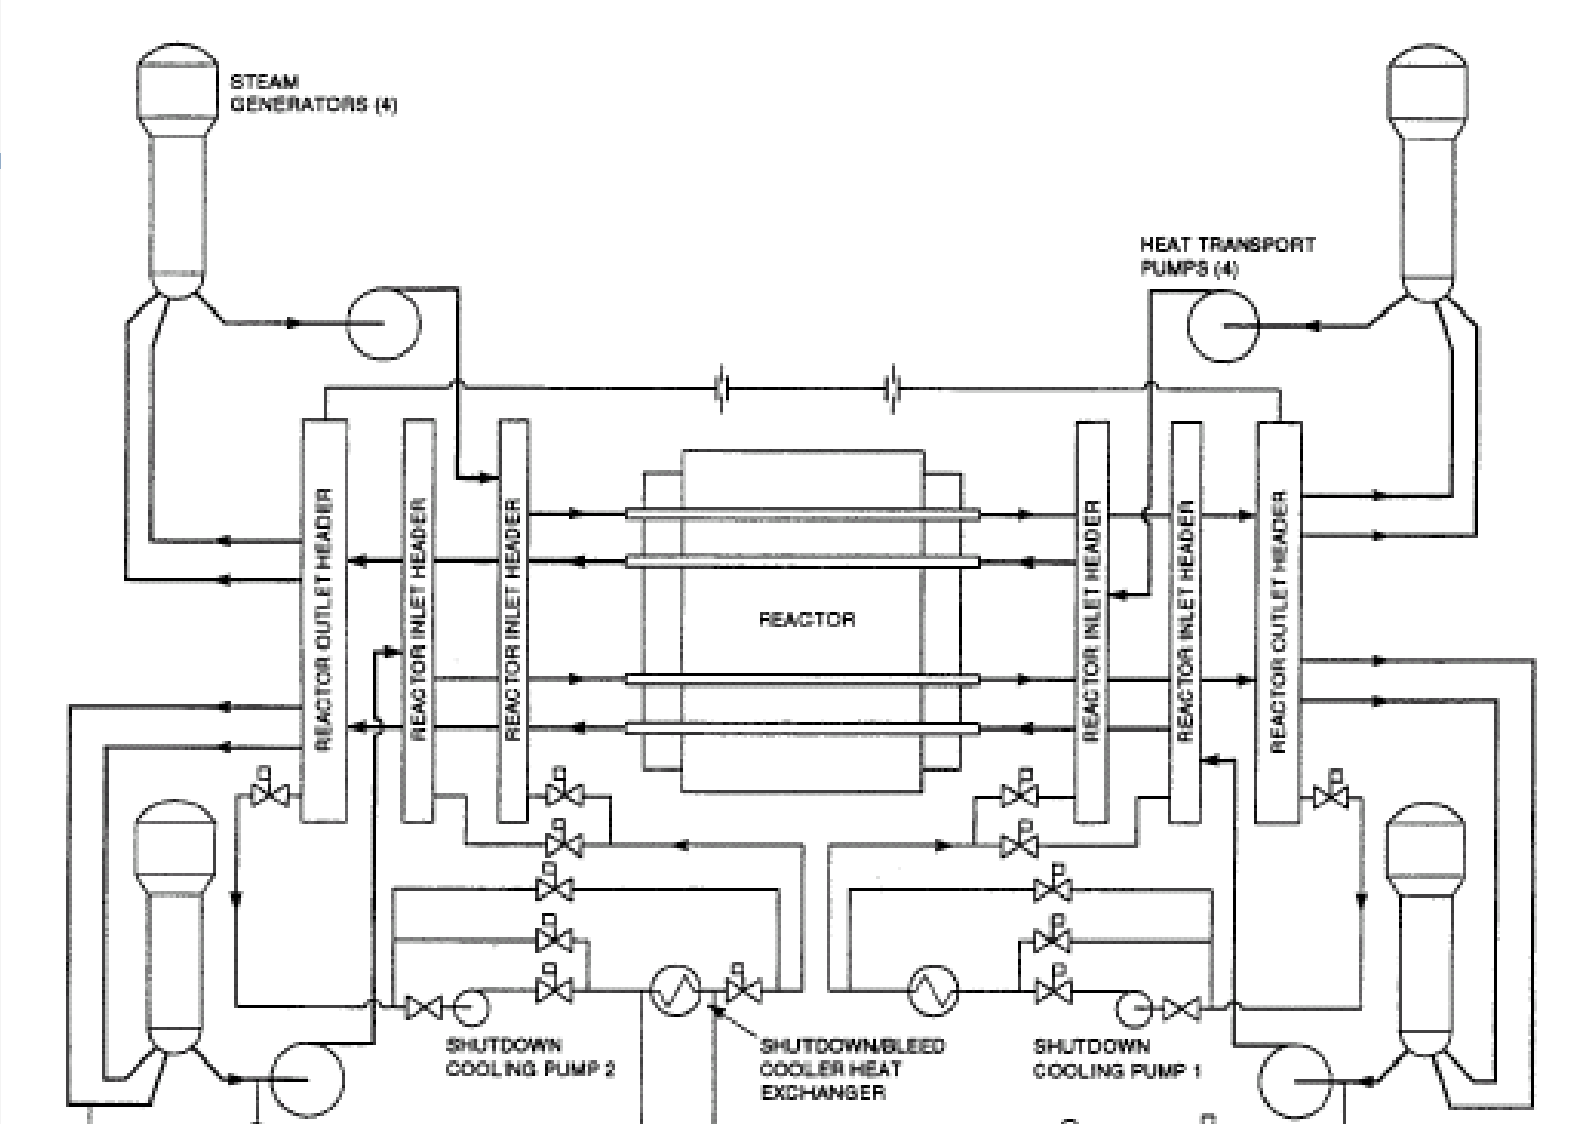 STEAM
GENERATORS (4)
HEAT TRANSPORT
PUMPS (4)
REACTOR OUTLET HEADER
REACTOR INLET HEADER
REACTOR INLET HEADER
REACTOR
REACTOR INLET HEADER
REACTOR INLET HEADER
REACTOR OUTLET HEADER
SHUTDOWN
COOLING PUMP 2
SHUTDOWN/BLEED
COOLER HEAT
EXCHANGER
SHUTDOWN
COOLING PUMP 1